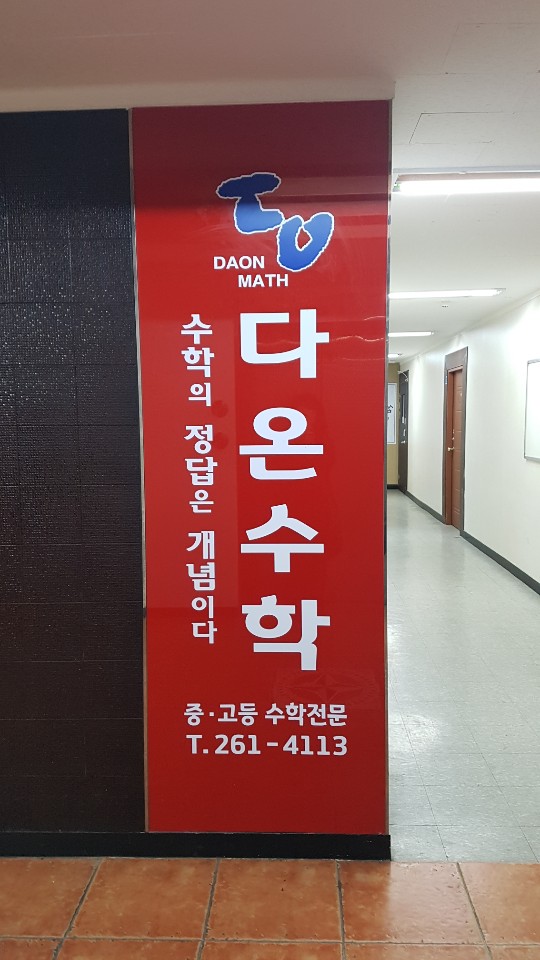 DAON
MATH
다온수학
수학의 정답은 개념이다
중·고등 수학전문
T. 261-4113